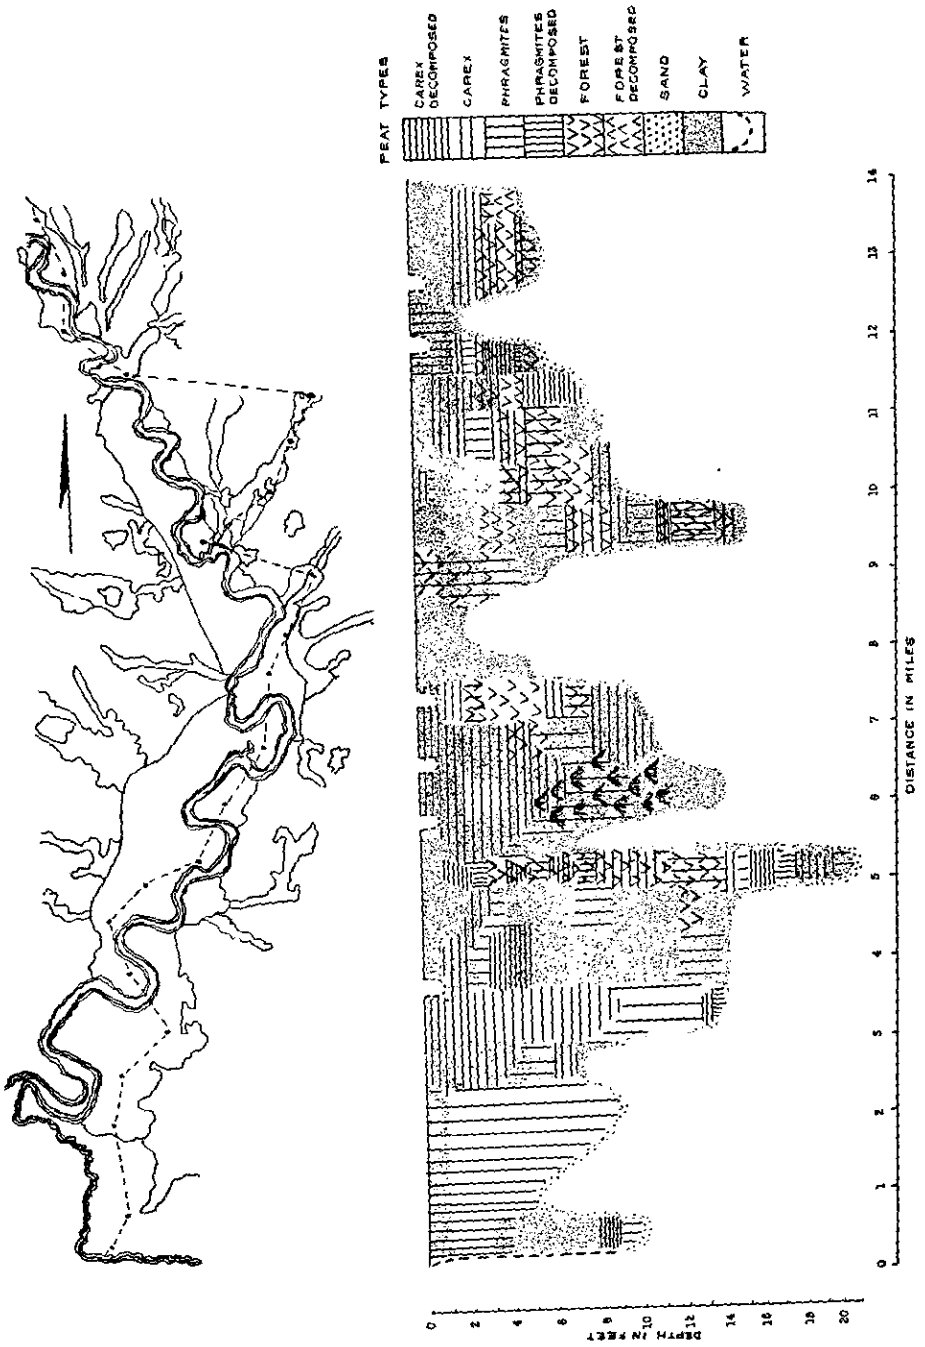 PEAT TYPES
CAREX
DECOMPOSED
CAREX
PHRAGMITES
PHRAGMITES
DECOMPOSED
FOREST
FOREST
DECOMPOSED
SAND
CLAY
WATER
0 1 2 3 4 5 6 7 8 9 10 11 12 13 14
DISTANCE IN MILES
0 2 4 6 8 10 12 14 16 18 20
DEPTH IN FEET